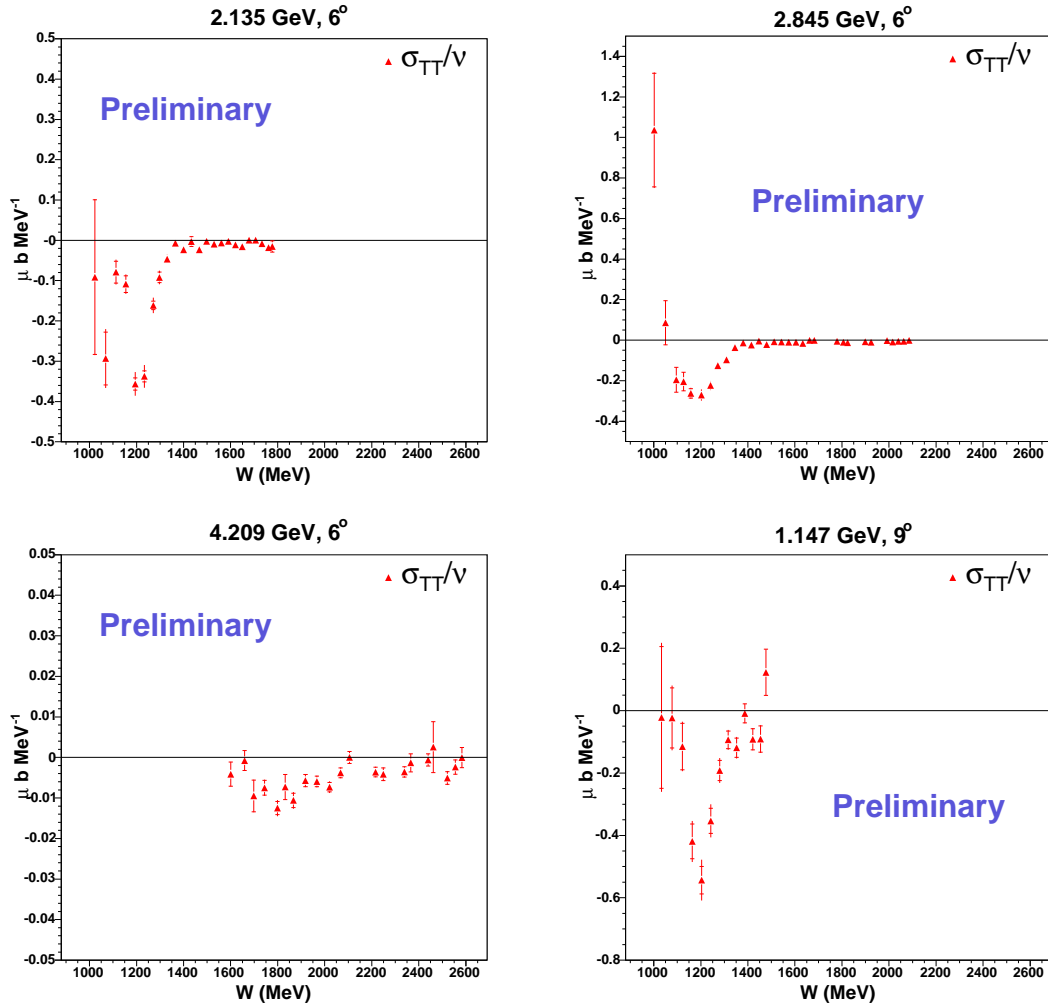 2.135 GeV, 6°
0.5
0.4
0.3
0.2
0.1
-0
-0.1
-0.2
-0.3
-0.4
-0.5
μ b MeV⁻¹
σTT/ν
Preliminary
1000 1200 1400 1600 1800 2000 2200 2400 2600
W (MeV)
2.845 GeV, 6°
1.4
1.2
1
0.8
0.6
0.4
0.2
0
-0.2
-0.4
μ b MeV⁻¹
σTT/ν
Preliminary
1000 1200 1400 1600 1800 2000 2200 2400 2600
W (MeV)
4.209 GeV, 6°
0.05
0.04
0.03
0.02
0.01
0
-0.01
-0.02
-0.03
-0.04
-0.05
μ b MeV⁻¹
σTT/ν
Preliminary
1000 1200 1400 1600 1800 2000 2200 2400 2600
W (MeV)
1.147 GeV, 9°
0.4
0.2
0
-0.2
-0.4
-0.6
-0.8
μ b MeV⁻¹
σTT/ν
Preliminary
1000 1200 1400 1600 1800 2000 2200 2400 2600
W (MeV)